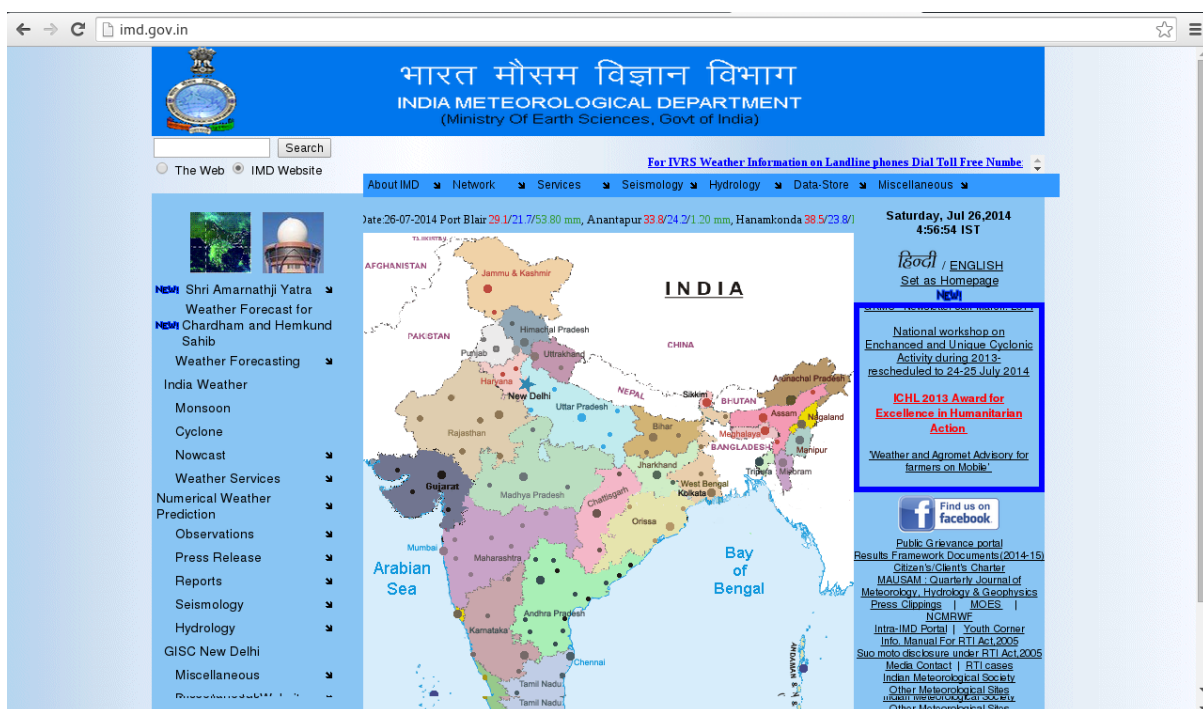 imd.gov.in
भारत मौसम विज्ञान विभाग
INDIA METEOROLOGICAL DEPARTMENT
(Ministry Of Earth Sciences, Govt of India)
Search
The Web IMD Website
For IVRS Weather Information on Landline phones Dial Toll Free Numbe
About IMD Network Services Seismology Hydrology Data-Store Miscellaneous
Date:26-07-2014 Port Blair 29.1/21.7/53.80 mm, Anantapur 33.8/24.2/1.20 mm, Hanamkonda 38.5/23.8/
NEW! Shri Amarnathji Yatra
Weather Forecast for
NEW! Chardham and Hemkund
Sahib
Weather Forecasting
India Weather
Monsoon
Cyclone
Nowcast
Weather Services
Numerical Weather
Prediction
Observations
Press Release
Reports
Seismology
Hydrology
GISC New Delhi
Miscellaneous
AFGHANISTAN
Jammu & Kashmir
INDIA
PAKISTAN
Himachal Pradesh
CHINA
Punjab
Uttrakhand
Haryana
New Delhi
NEPAL
Sikkim
BHUTAN
Arunachal Pradesh
Rajasthan
Uttar Pradesh
Bihar
Assam
Nagaland
Meghalaya
BANGLADESH
Manipur
Jharkhand
Tripura
Mizoram
Gujarat
Madhya Pradesh
Chattisgarh
West Bengal
Kolkata
Orissa
Mumbai
Maharashtra
Arabian
Sea
Bay
of
Bengal
Andhra Pradesh
Karnataka
Chennai
Tamil Nadu
Tamil Nadu
ANDAMAN &
Saturday, Jul 26,2014
4:56:54 IST
हिन्दी / ENGLISH
Set as Homepage
NEW!
National workshop on
Enchanced and Unique Cyclonic
Activity during 2013-
rescheduled to 24-25 July 2014
ICHL 2013 Award for
Excellence in Humanitarian
Action
'Weather and Agromet Advisory for
farmers on Mobile'
Find us on
facebook.
Public Grievance portal
Results Framework Documents(2014-15)
Citizen's/Client's Charter
MAUSAM : Quarterly Journal of
Meteorology, Hydrology & Geophysics
Press Clippings | MOES |
NCMRWF
Intra-IMD Portal | Youth Corner
Info. Manual For RTI Act,2005
Suo moto disclosure under RTI Act,2005
Media Contact | RTI cases
Indian Meteorological Society
Other Meteorological Sites
Indian Meteorological Society
Other Meteorological Sites